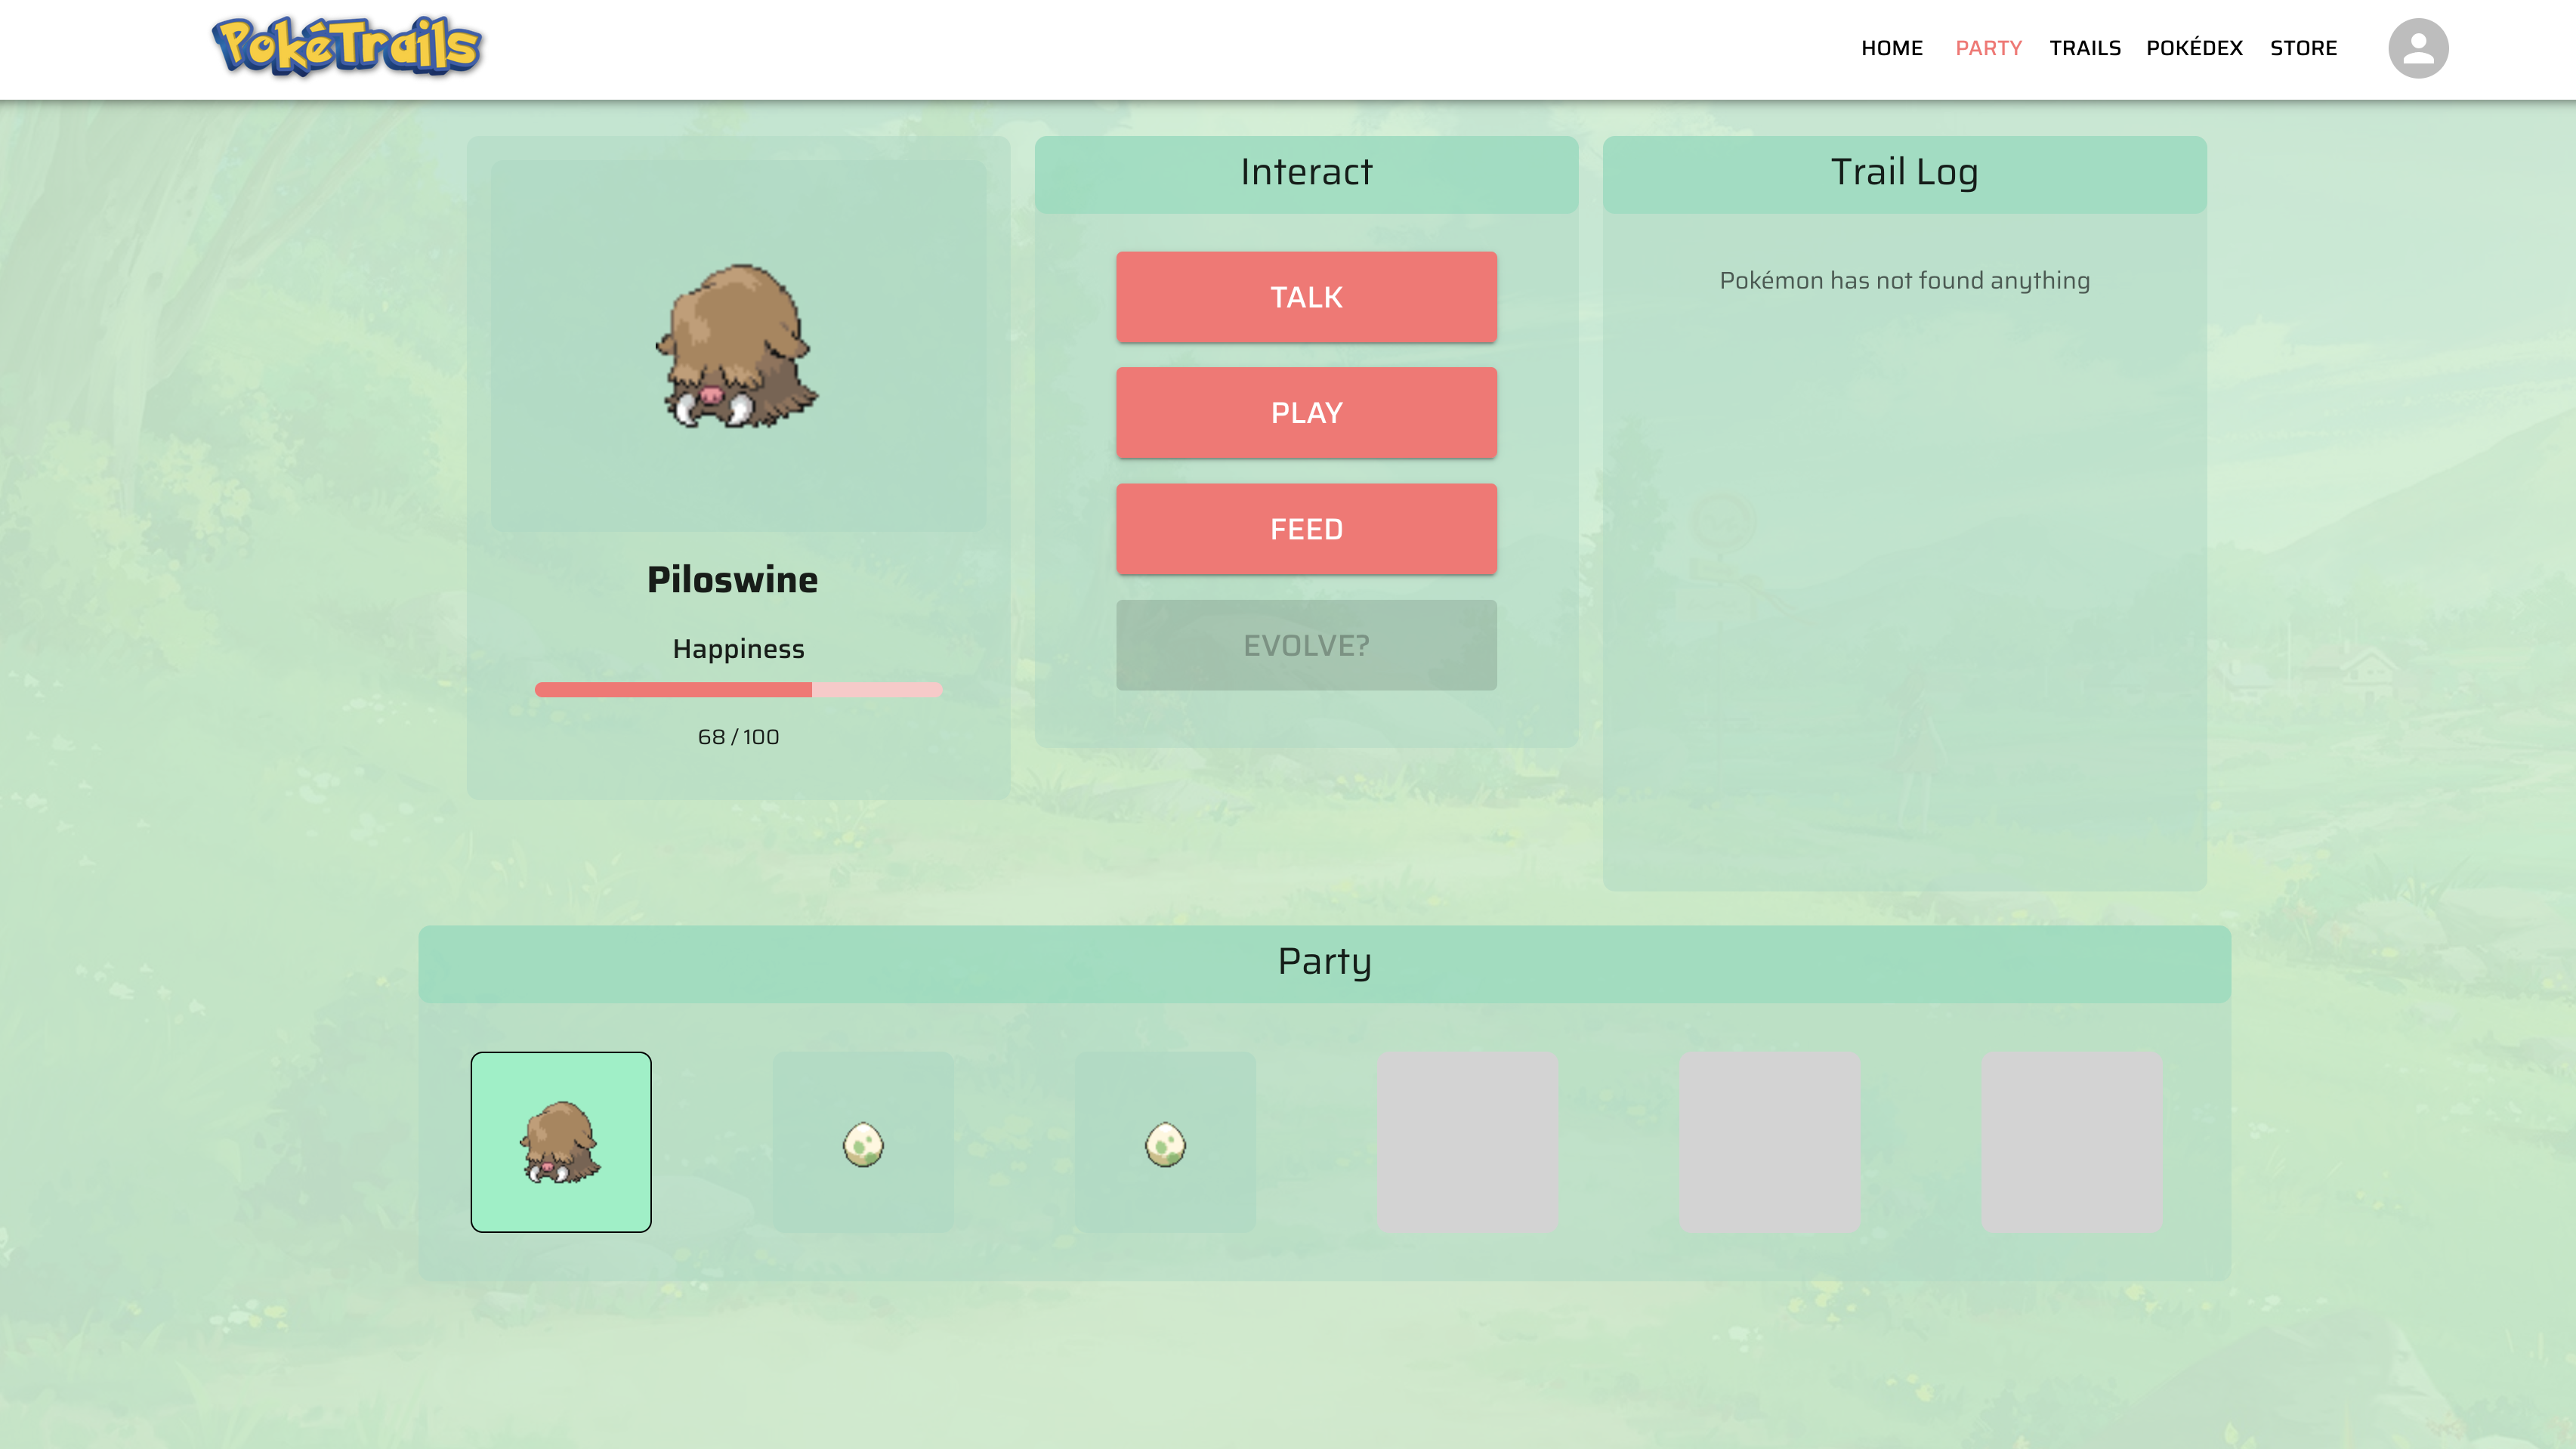 PokéTrails
HOME PARTY TRAILS POKÉDEX STORE
Interact
TALK
PLAY
FEED
EVOLVE?
Trail Log
Pokémon has not found anything
Piloswine
Happiness
68 / 100
Party